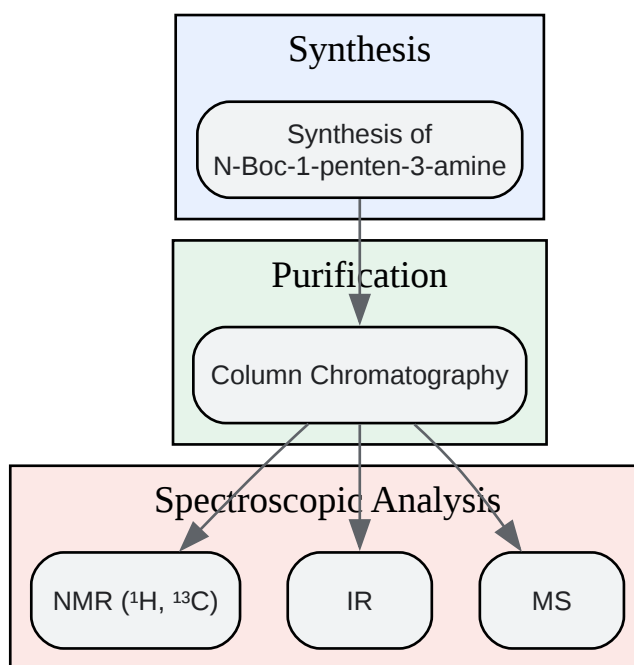 Synthesis
Synthesis of
N-Boc-1-penten-3-amine
Purification
Column Chromatography
Spectroscopic Analysis
NMR (¹H, ¹³C)
IR
MS